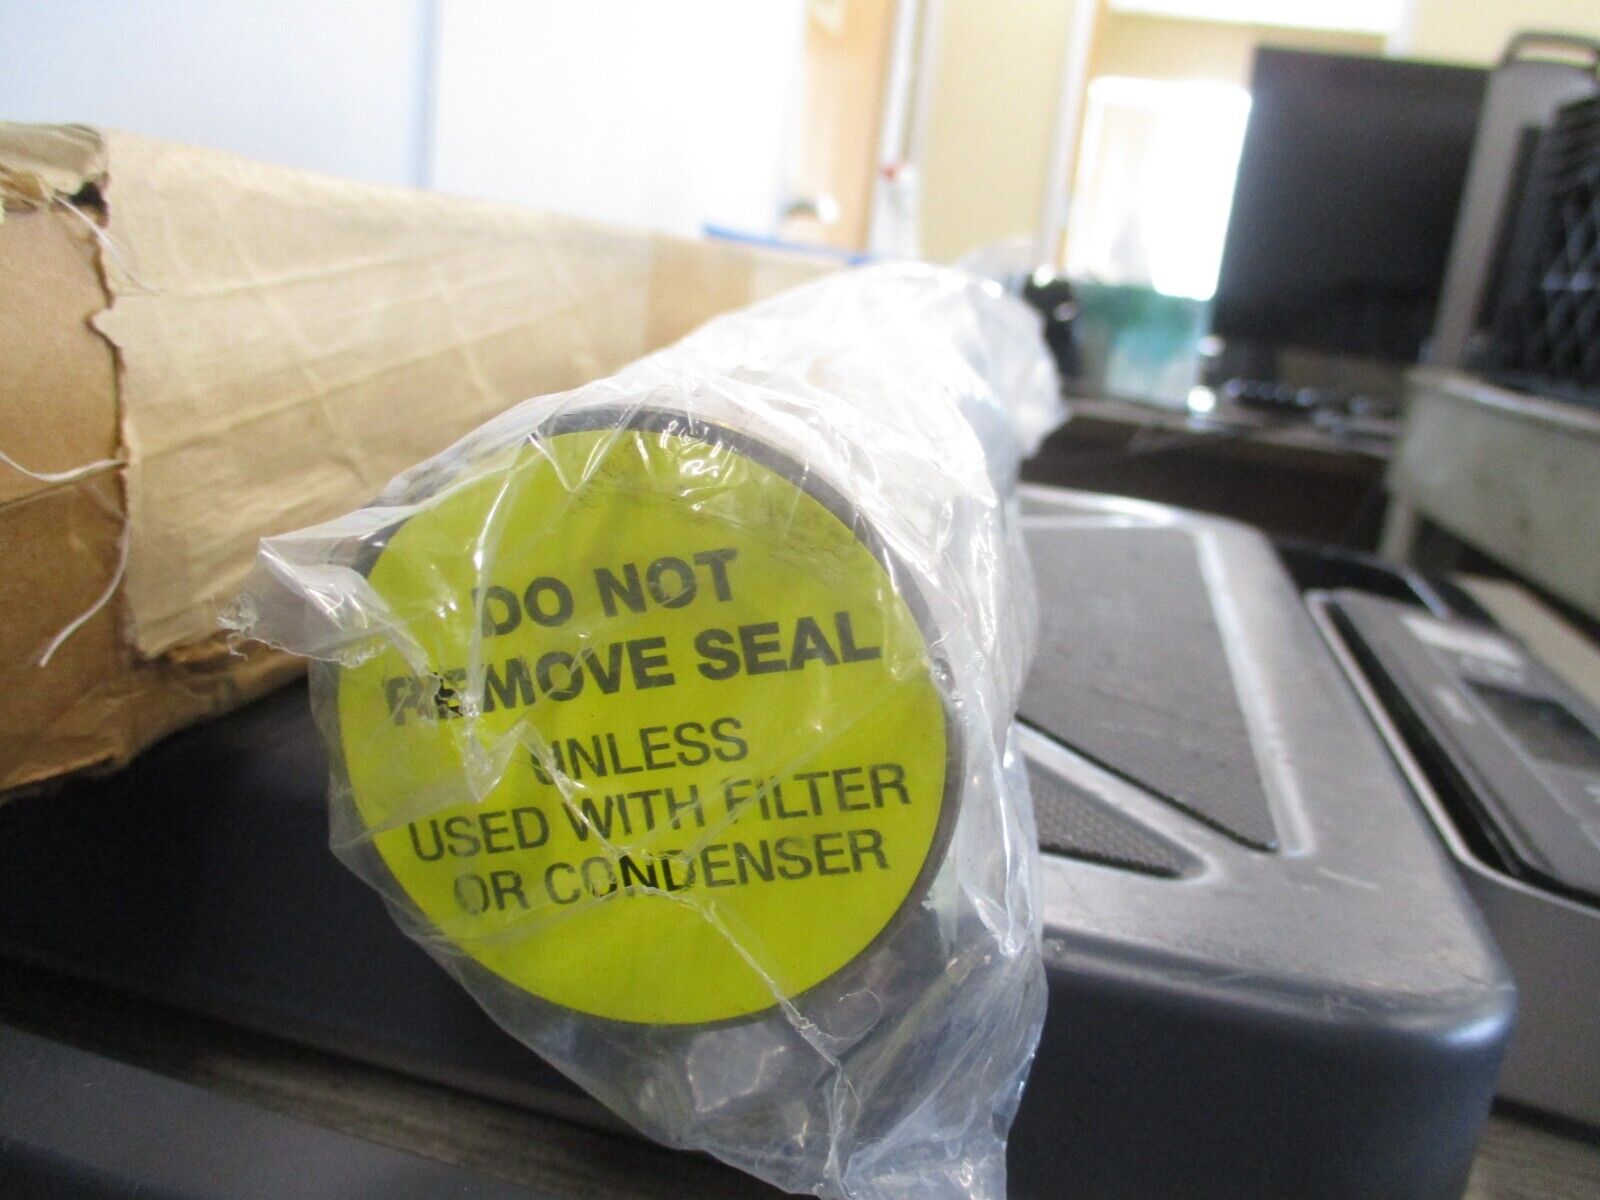 DO NOT
REMOVE SEAL
UNLESS
USED WITH FILTER
OR CONDENSER